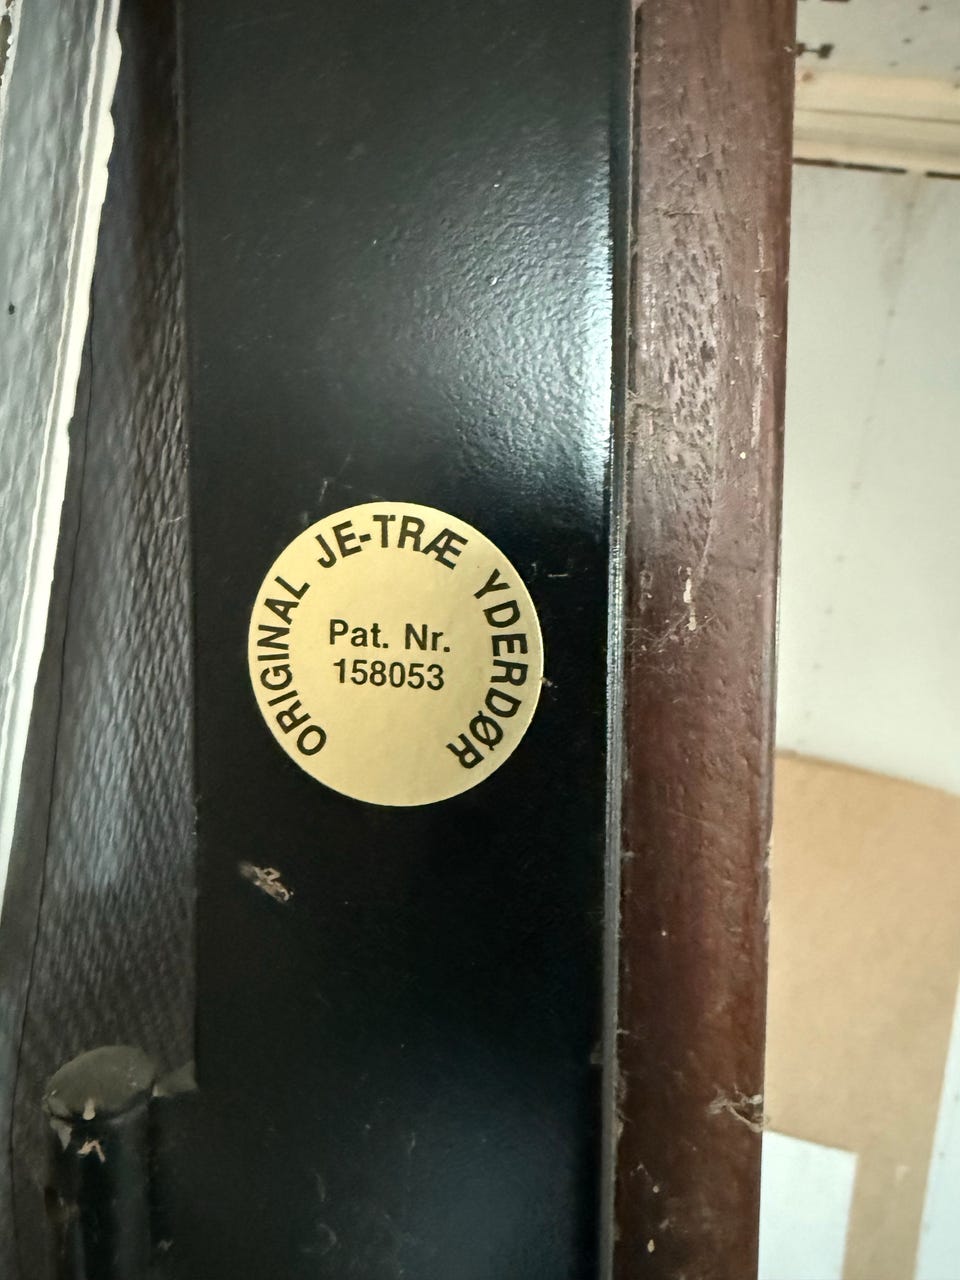 ORIGINAL JE-TRÆ YDERDØR
Pat. Nr.
158053